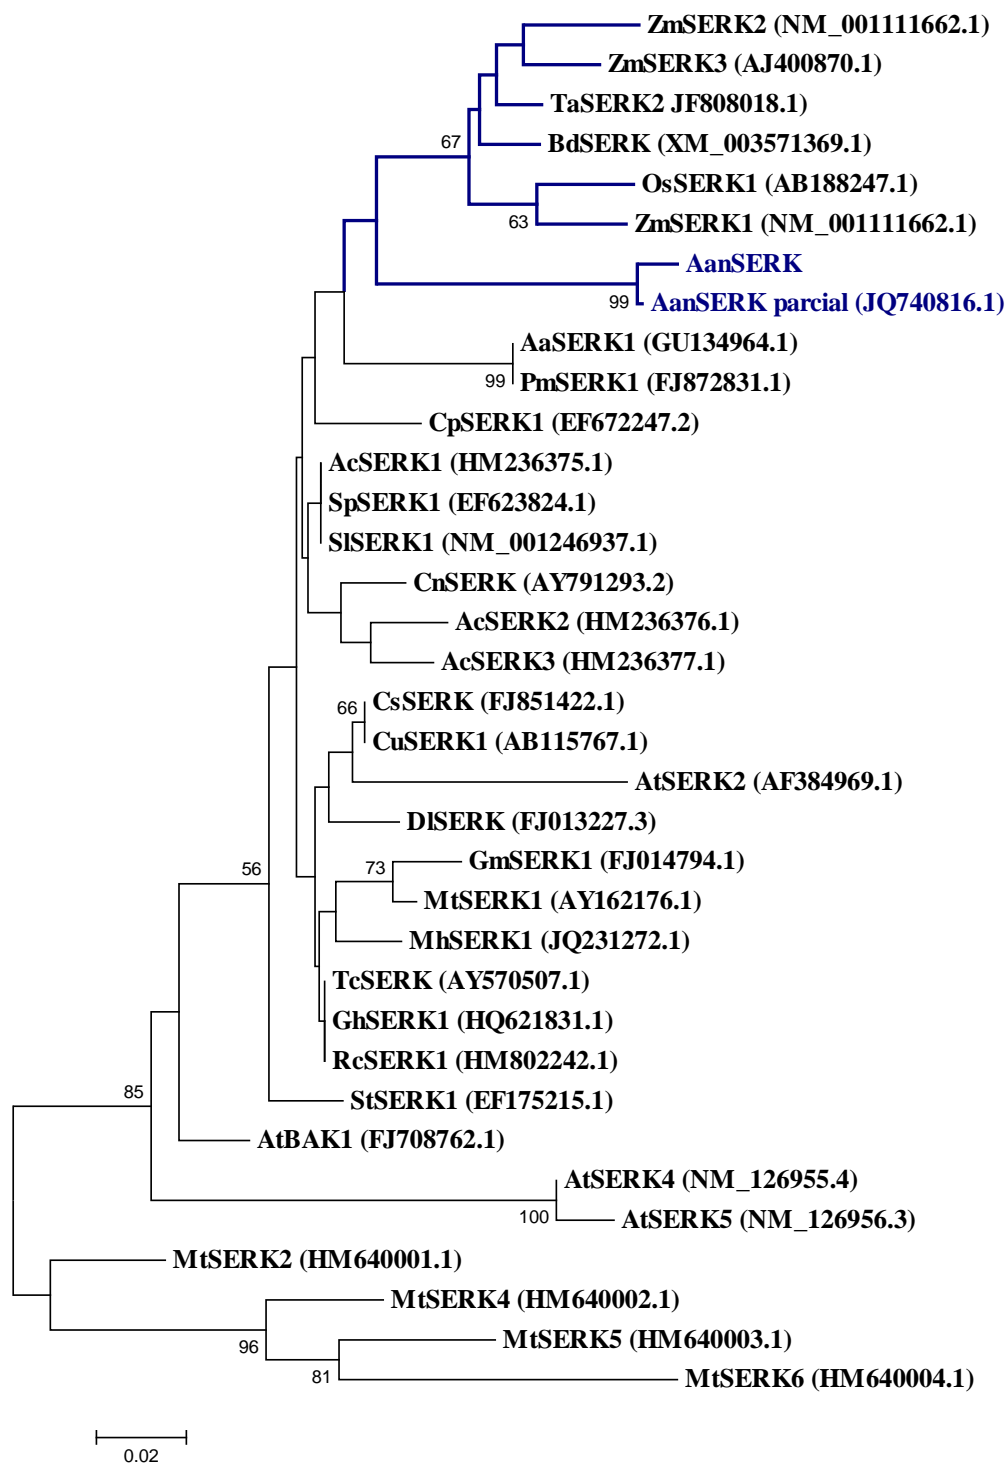 ZmSERK2 (NM_001111662.1)
ZmSERK3 (AJ400870.1)
TaSERK2 JF808018.1)
BdSERK (XM_003571369.1)
67
OsSERK1 (AB188247.1)
ZmSERK1 (NM_001111662.1)
63
AanSERK
AanSERK parcial (JQ740816.1)
99
AaSERK1 (GU134964.1)
PmSERK1 (FJ872831.1)
99
CpSERK1 (EF672247.2)
AcSERK1 (HM236375.1)
SpSERK1 (EF623824.1)
SlSERK1 (NM_001246937.1)
CnSERK (AY791293.2)
AcSERK2 (HM236376.1)
AcSERK3 (HM236377.1)
CsSERK (FJ851422.1)
66
CuSERK1 (AB115767.1)
AtSERK2 (AF384969.1)
DlSERK (FJ013227.3)
GmSERK1 (FJ014794.1)
73
56
MtSERK1 (AY162176.1)
MhSERK1 (JQ231272.1)
TcSERK (AY570507.1)
GhSERK1 (HQ621831.1)
RcSERK1 (HM802242.1)
85
StSERK1 (EF175215.1)
AtBAK1 (FJ708762.1)
AtSERK4 (NM_126955.4)
AtSERK5 (NM_126956.3)
100
MtSERK2 (HM640001.1)
MtSERK4 (HM640002.1)
MtSERK5 (HM640003.1)
96
81
MtSERK6 (HM640004.1)
0.02